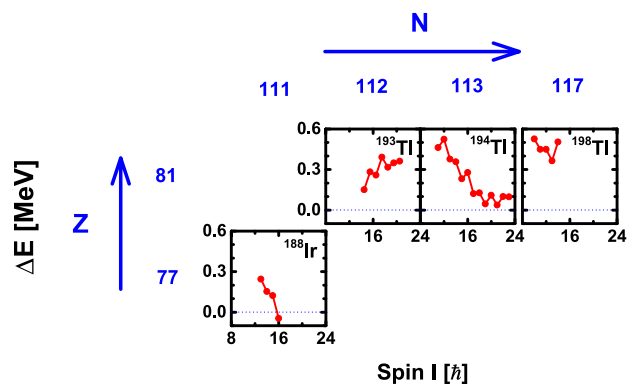 N
111 112 113 117
0.6 ¹⁹³Tl ¹⁹⁴Tl ¹⁹⁸Tl
81 0.3
0.0
16 24 16 24 16 24
Z
ΔE [MeV]
0.6 ¹⁸⁸Ir
77 0.3
0.0
8 16 24
Spin I [ħ]